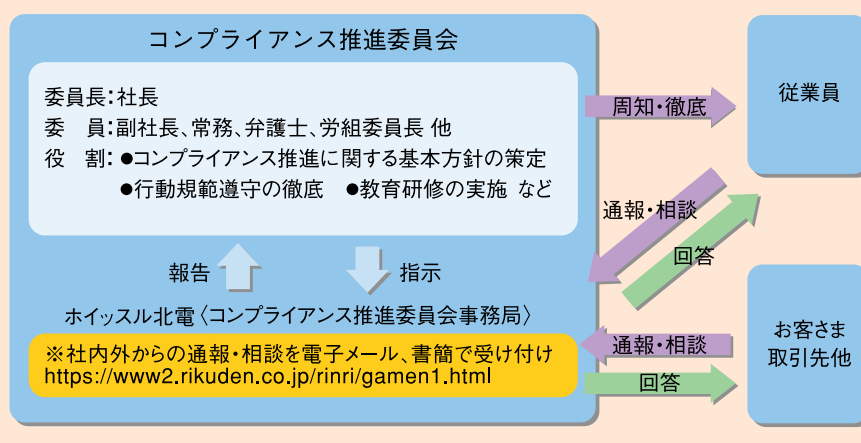 コンプライアンス推進委員会
委員長:社長
委　員:副社長、常務、弁護士、労組委員長 他
役　割:●コンプライアンス推進に関する基本方針の策定
●行動規範遵守の徹底　●教育研修の実施 など
報告
指示
ホイッスル北電〈コンプライアンス推進委員会事務局〉
※社内外からの通報・相談を電子メール、書簡で受け付け
https://www2.rikuden.co.jp/rinri/gamen1.html
周知・徹底
従業員
通報・相談
回答
通報・相談
回答
お客さま
取引先他